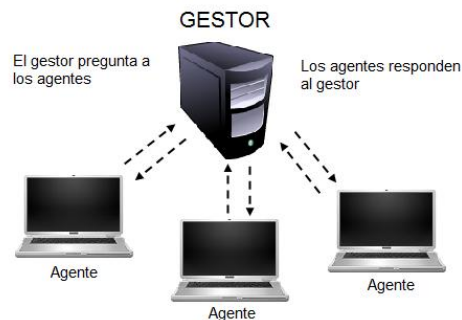 GESTOR
El gestor pregunta a
los agentes
Los agentes responden
al gestor
Agente
Agente
Agente